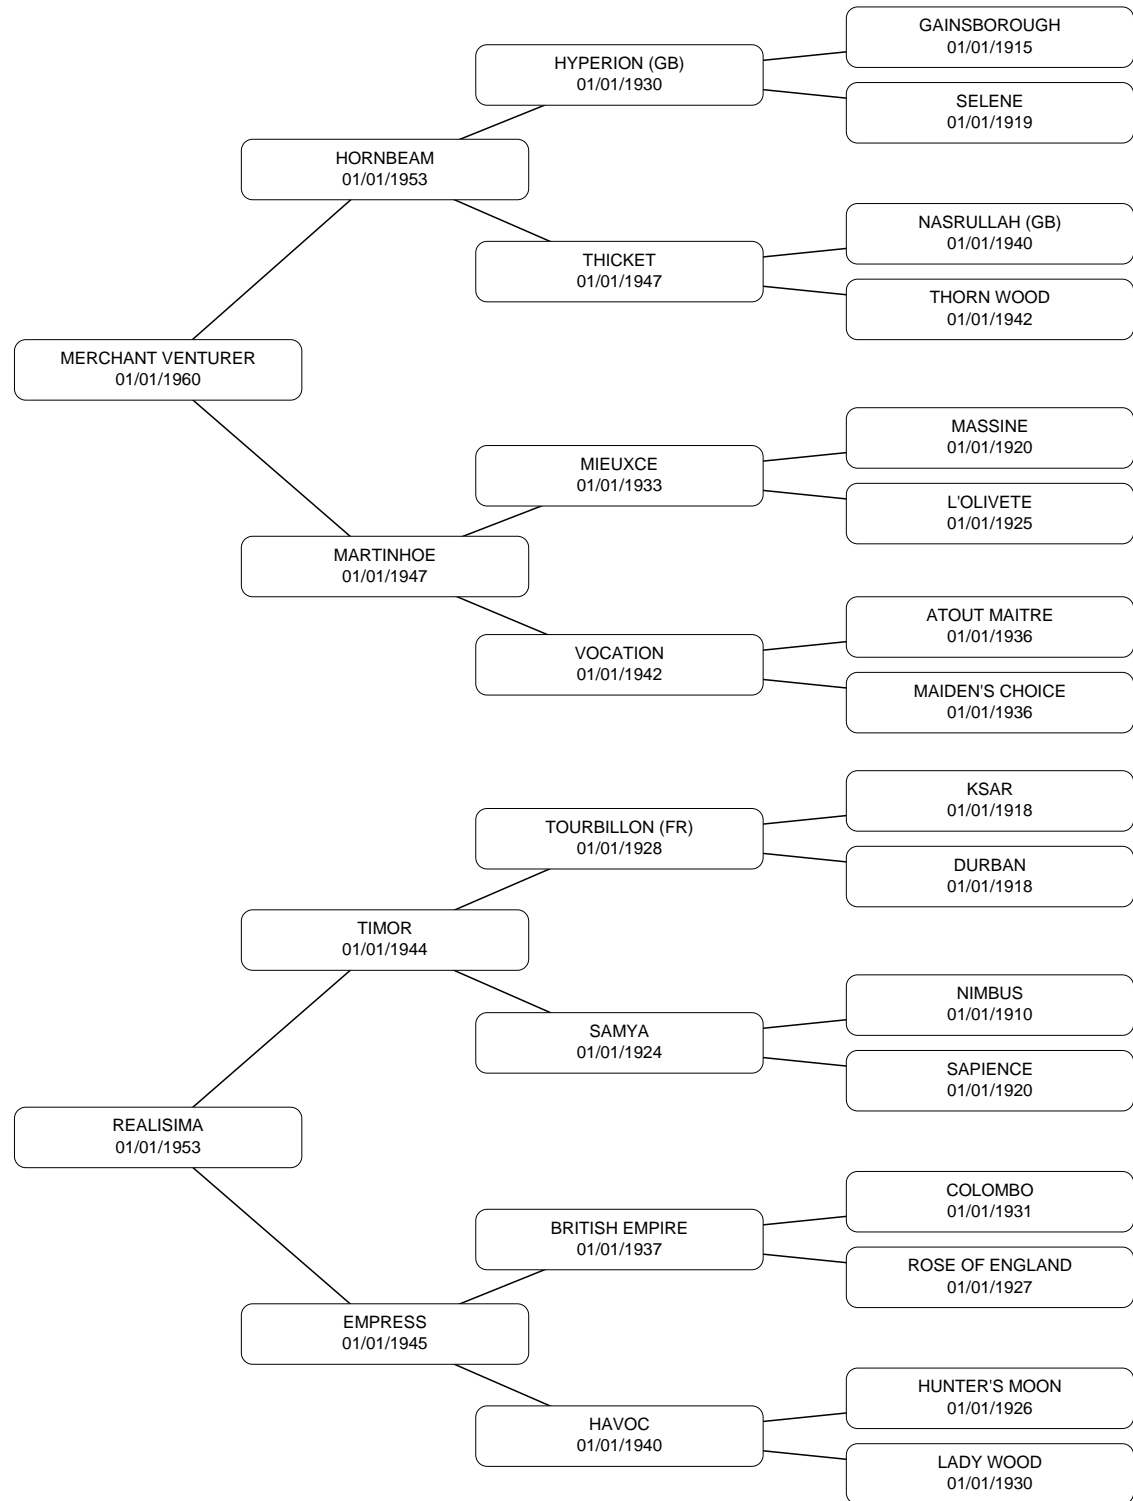 GAINSBOROUGH
01/01/1915
HYPERION (GB)
01/01/1930
SELENE
01/01/1919
HORNBEAM
01/01/1953
NASRULLAH (GB)
01/01/1940
THICKET
01/01/1947
THORN WOOD
01/01/1942
MERCHANT VENTURER
01/01/1960
MASSINE
01/01/1920
MIEUXCE
01/01/1933
L'OLIVETE
01/01/1925
MARTINHOE
01/01/1947
ATOUT MAITRE
01/01/1936
VOCATION
01/01/1942
MAIDEN'S CHOICE
01/01/1936
KSAR
01/01/1918
TOURBILLON (FR)
01/01/1928
DURBAN
01/01/1918
TIMOR
01/01/1944
NIMBUS
01/01/1910
SAMYA
01/01/1924
SAPIENCE
01/01/1920
REALISIMA
01/01/1953
COLOMBO
01/01/1931
BRITISH EMPIRE
01/01/1937
ROSE OF ENGLAND
01/01/1927
EMPRESS
01/01/1945
HUNTER'S MOON
01/01/1926
HAVOC
01/01/1940
LADY WOOD
01/01/1930